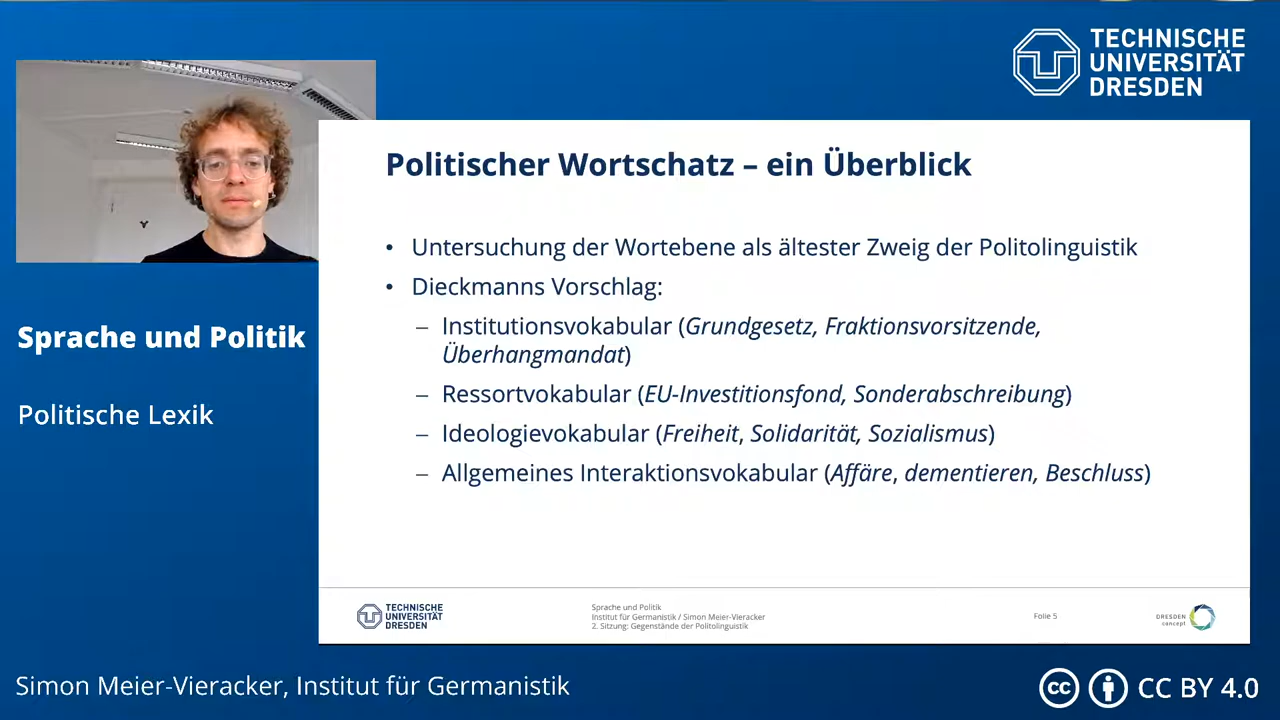 TECHNISCHE
UNIVERSITÄT
DRESDEN
Politischer Wortschatz – ein Überblick
• Untersuchung der Wortebene als ältester Zweig der Politolinguistik
• Dieckmanns Vorschlag:
– Institutionsvokabular (Grundgesetz, Fraktionsvorsitzende,
Überhangmandat)
– Ressortvokabular (EU-Investitionsfond, Sonderabschreibung)
– Ideologievokabular (Freiheit, Solidarität, Sozialismus)
– Allgemeines Interaktionsvokabular (Affäre, dementieren, Beschluss)
Sprache und Politik
Politische Lexik
TECHNISCHE
UNIVERSITÄT
DRESDEN
Sprache und Politik
Institut für Germanistik / Simon Meier-Vieracker
2. Sitzung: Gegenstände der Politolinguistik
Folie 5
DRESDEN
concept
Simon Meier-Vieracker, Institut für Germanistik
cc CC BY 4.0